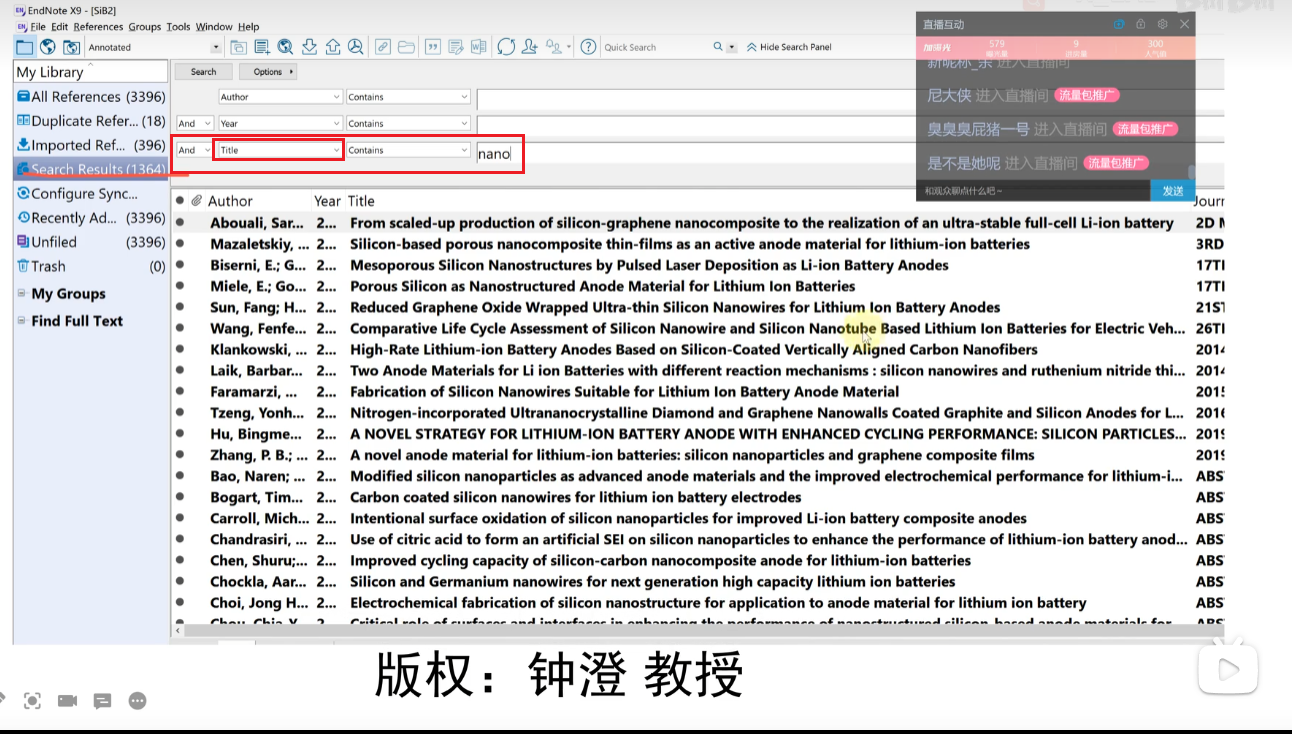 EndNote X9 - [SiB2]
File Edit References Groups Tools Window Help
Annotated
Quick Search
Hide Search Panel
My Library
All References (3396)
Duplicate Refer... (18)
Imported Ref... (396)
Search Results (1364)
Configure Sync...
Recently Ad... (3396)
Unfiled (3396)
Trash (0)
My Groups
Find Full Text
Search Options
Author Contains
And Year Contains
And Title Contains nano
直播互动
加油丹 579 9 300
新昵称_亲 进入直播间
尼大侠 进入直播间 流量包推广
臭臭臭屁猪一号 进入直播间 流量包推广
是不是她呢 进入直播间 流量包推广
和观众聊点什么吧~ 发送
Author Year Title Journ
Abouali, Sar... 2... From scaled-up production of silicon-graphene nanocomposite to the realization of an ultra-stable full-cell Li-ion battery 2D M
Mazaletskiy, ... 2... Silicon-based porous nanocomposite thin-films as an active anode material for lithium-ion batteries 3RD
Biserni, E.; G... 2... Mesoporous Silicon Nanostructures by Pulsed Laser Deposition as Li-ion Battery Anodes 17TI
Miele, E.; Go... 2... Porous Silicon as Nanostructured Anode Material for Lithium Ion Batteries 17TI
Sun, Fang; H... 2... Reduced Graphene Oxide Wrapped Ultra-thin Silicon Nanowires for Lithium Ion Battery Anodes 21ST
Wang, Fenfe... 2... Comparative Life Cycle Assessment of Silicon Nanowire and Silicon Nanotube Based Lithium Ion Batteries for Electric Veh... 26TI
Klankowski, ... 2... High-Rate Lithium-ion Battery Anodes Based on Silicon-Coated Vertically Aligned Carbon Nanofibers 2014
Laik, Barbar... 2... Two Anode Materials for Li ion Batteries with different reaction mechanisms : silicon nanowires and ruthenium nitride thi... 2014
Faramarzi, ... 2... Fabrication of Silicon Nanowires Suitable for Lithium Ion Battery Anode Material 2015
Tzeng, Yonh... 2... Nitrogen-incorporated Ultrananocrystalline Diamond and Graphene Nanowalls Coated Graphite and Silicon Anodes for L... 2016
Hu, Bingme... 2... A NOVEL STRATEGY FOR LITHIUM-ION BATTERY ANODE WITH ENHANCED CYCLING PERFORMANCE: SILICON PARTICLES... 2019
Zhang, P. B.; ... 2... A novel anode material for lithium-ion batteries: silicon nanoparticles and graphene composite films 2019
Bao, Naren; ... 2... Modified silicon nanoparticles as advanced anode materials and the improved electrochemical performance for lithium-i... ABS
Bogart, Tim... 2... Carbon coated silicon nanowires for lithium ion battery electrodes ABS
Carroll, Mich... 2... Intentional surface oxidation of silicon nanoparticles for improved Li-ion battery composite anodes ABS
Chandrasiri, ... 2... Use of citric acid to form an artificial SEI on silicon nanoparticles to enhance the performance of lithium-ion battery anod... ABS
Chen, Shuru;... 2... Improved cycling capacity of silicon-carbon nanocomposite anode for lithium-ion batteries ABS
Chockla, Aar... 2... Silicon and Germanium nanowires for next generation high capacity lithium ion batteries ABS
Choi, Jong H... 2... Electrochemical fabrication of silicon nanostructure for application to anode material for lithium ion battery ABS
Chou, Chia-Y... 2... Critical role of surfaces and interfaces in enhancing the performance of nanostructured silicon-based anode materials for ABS
版权：钟澄 教授